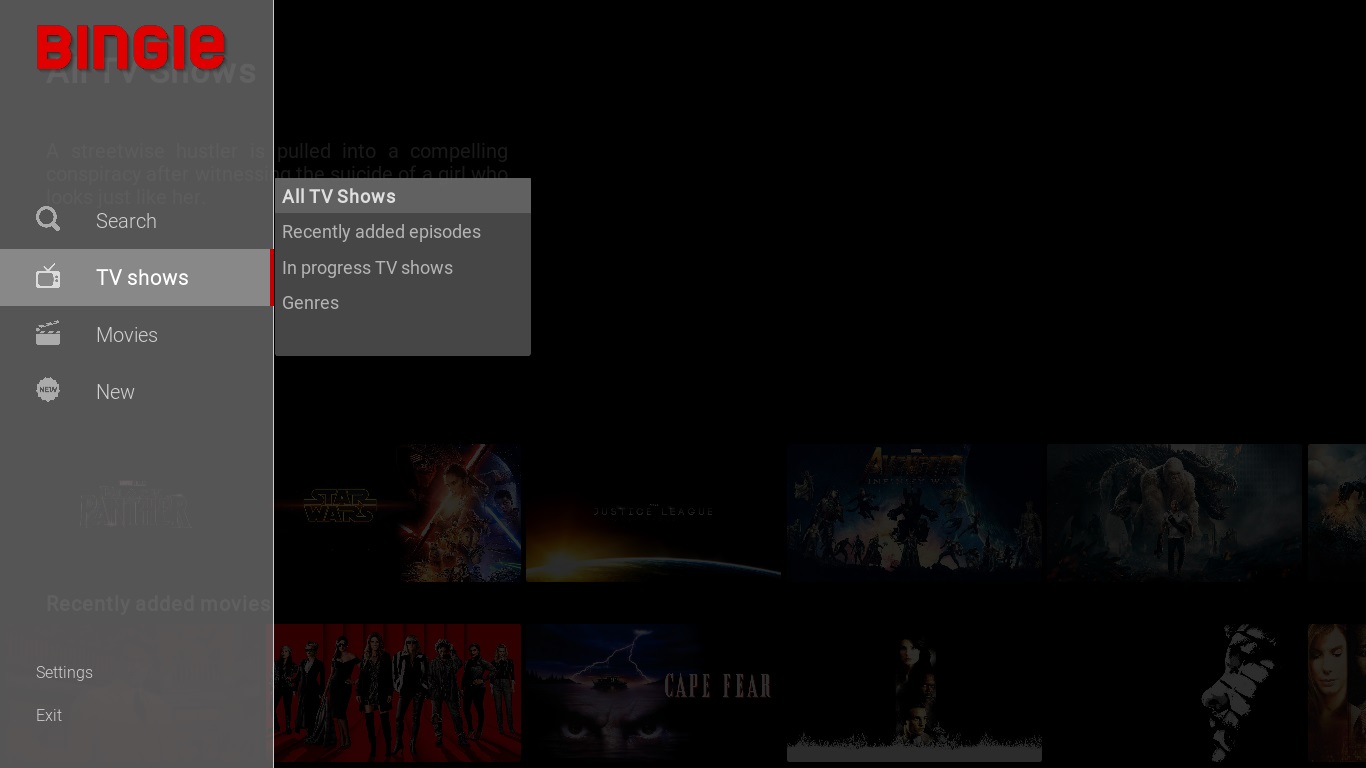 BINGIE
All TV Shows
A streetwise hustler is pulled into a compelling
conspiracy after witnessing the suicide of a girl who
looks just like her.
Search
TV shows
Movies
New
NEW
All TV Shows
Recently added episodes
In progress TV shows
Genres
PANTHER
STAR
WARS
JUSTICE LEAGUE
AVENGERS
INFINITY WAR
Recently added movies
CAPE FEAR
Settings
Exit